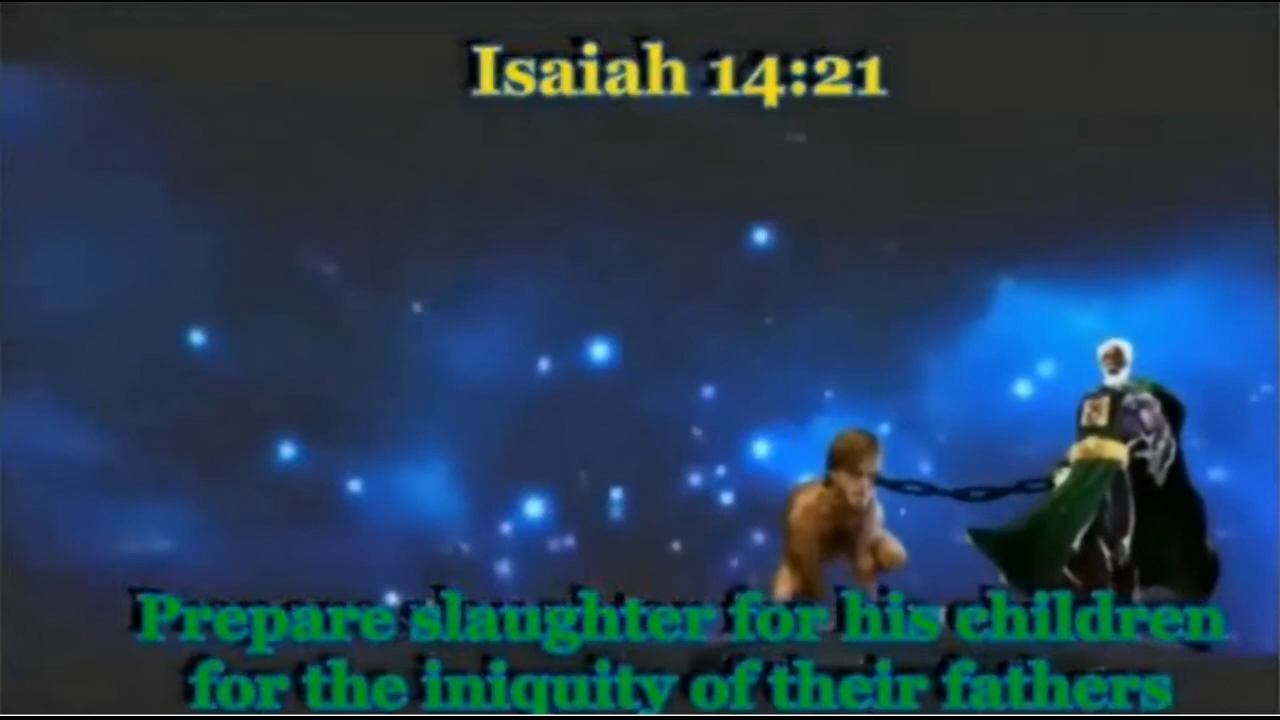 Isaiah 14:21
Prepare slaughter for his children
for the iniquity of their fathers